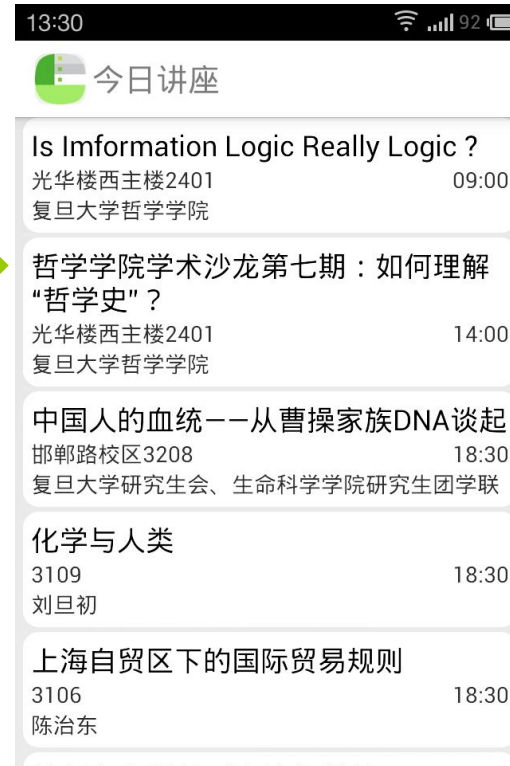 13:30 92
今日讲座
Is Imformation Logic Really Logic ?
光华楼西主楼2401 09:00
复旦大学哲学学院
哲学学院学术沙龙第七期：如何理解
“哲学史”？
光华楼西主楼2401 14:00
复旦大学哲学学院
中国人的血统——从曹操家族DNA谈起
邯郸路校区3208 18:30
复旦大学研究生会、生命科学学院研究生团学联
化学与人类
3109 18:30
刘旦初
上海自贸区下的国际贸易规则
3106 18:30
陈治东